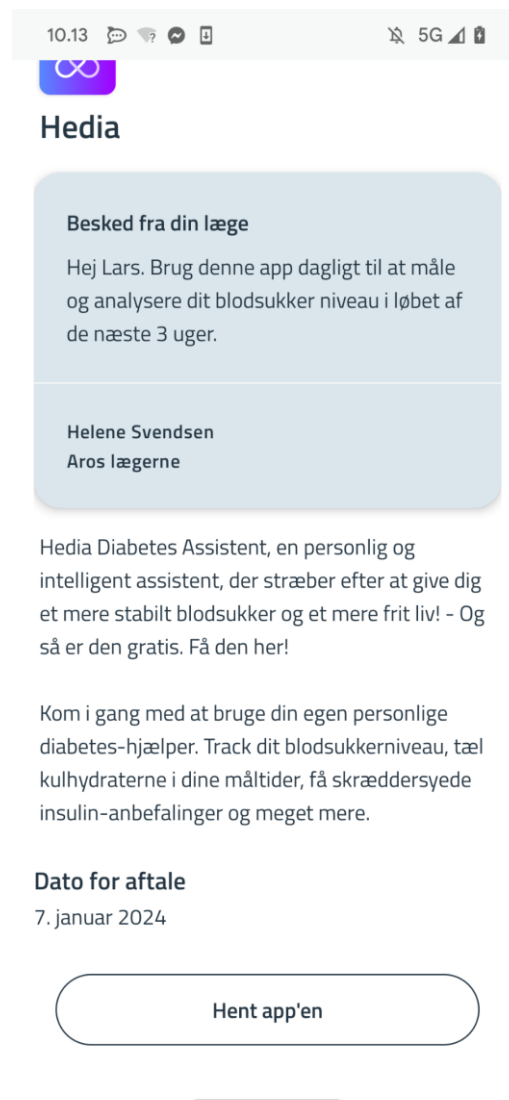 10.13
5G
Hedia
Besked fra din læge
Hej Lars. Brug denne app dagligt til at måle
og analysere dit blodsukker niveau i løbet af
de næste 3 uger.
Helene Svendsen
Aros lægerne
Hedia Diabetes Assistent, en personlig og
intelligent assistent, der stræber efter at give dig
et mere stabilt blodsukker og et mere frit liv! - Og
så er den gratis. Få den her!
Kom i gang med at bruge din egen personlige
diabetes-hjælper. Track dit blodsukkerniveau, tæl
kulhydraterne i dine måltider, få skræddersyede
insulin-anbefalinger og meget mere.
Dato for aftale
7. januar 2024
Hent app'en